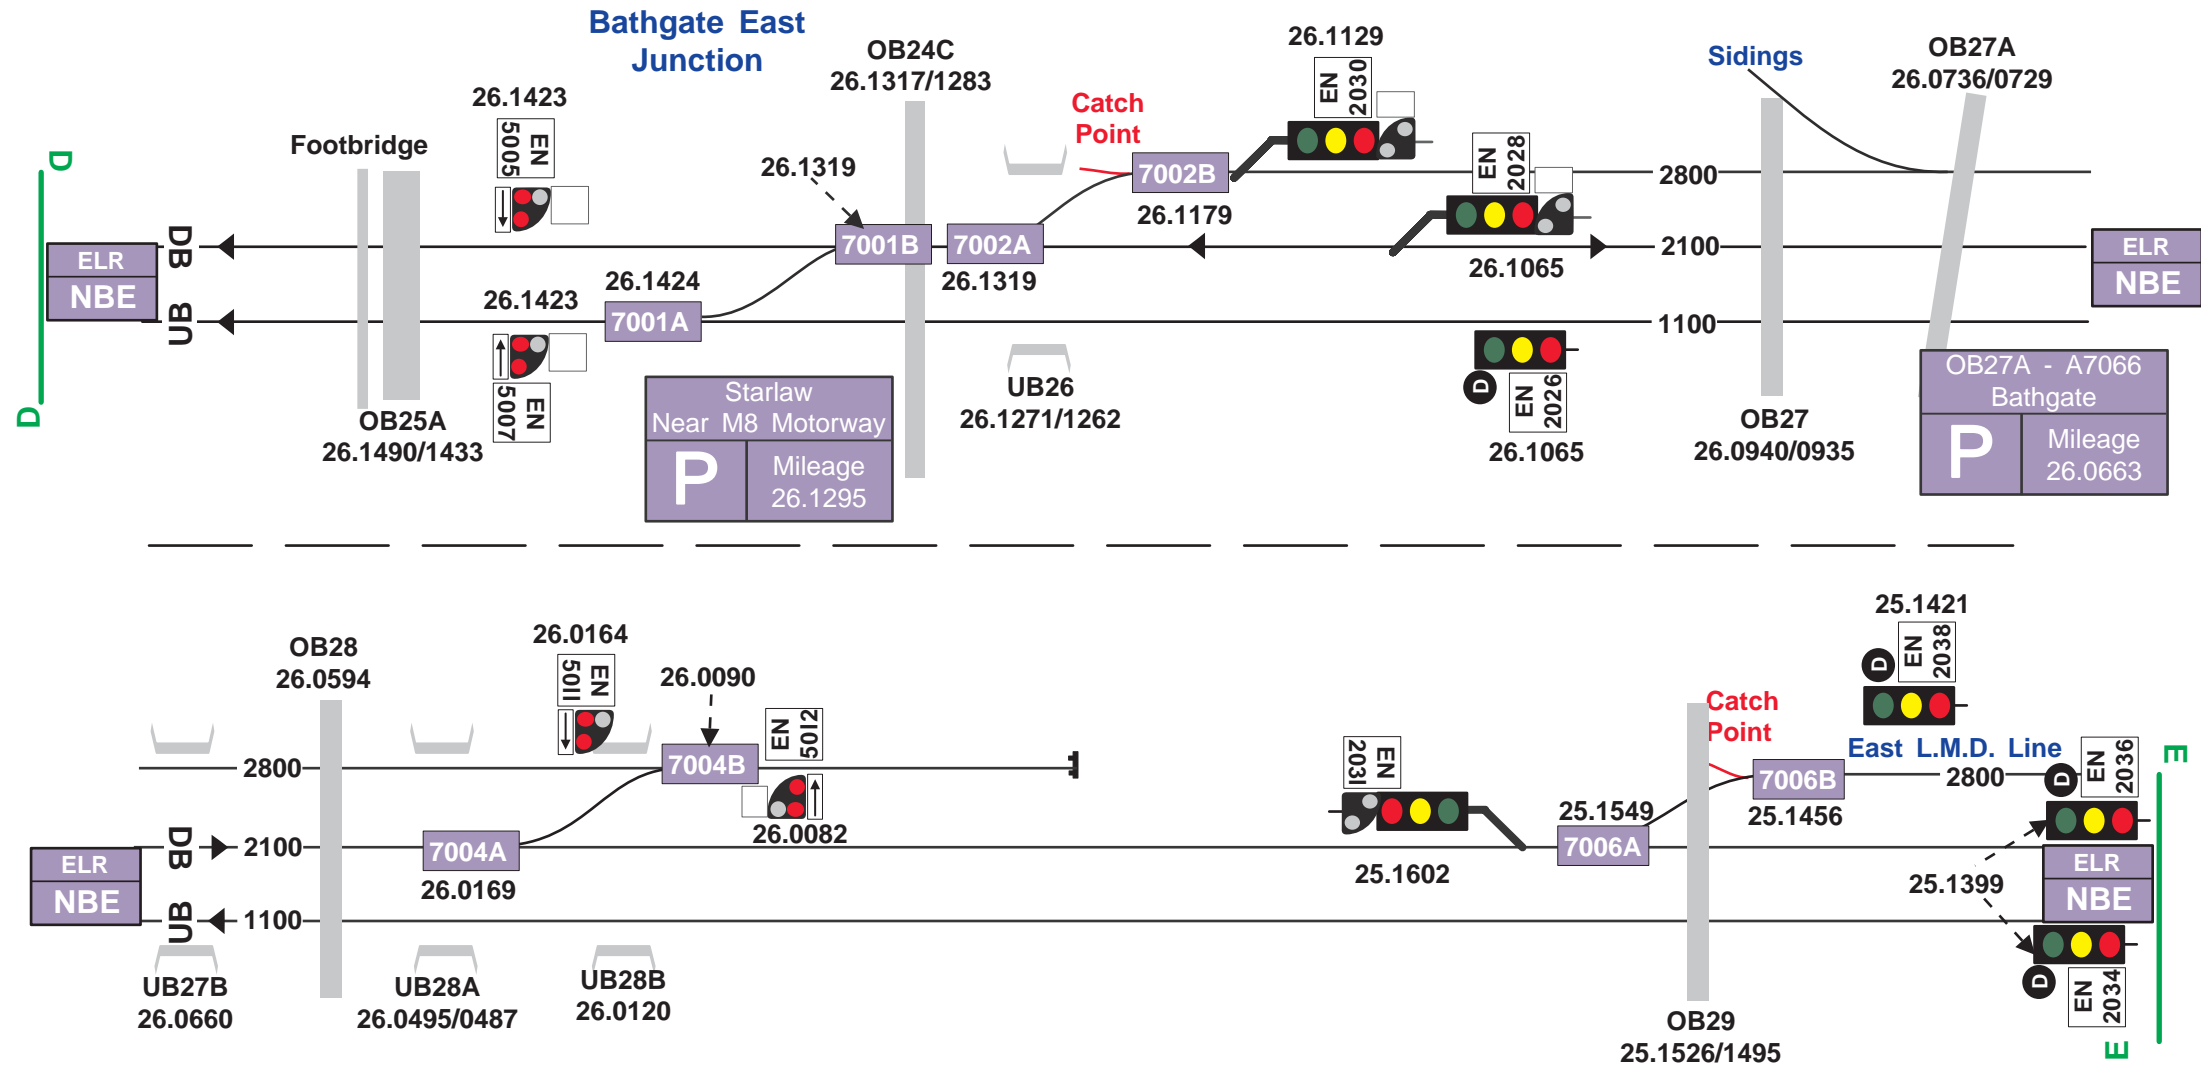 Bathgate East
Junction
OB24C
26.1317/1283
26.1129
EN
2030
Sidings
OB27A
26.0736/0729
26.1423
EN
5005
Catch
Point
Footbridge
D
26.1319
7002B
26.1179
EN
2028
2800
DB
7001B
7002A
26.1319
2100
26.1065
ELR
NBE
ELR
NBE
26.1424
26.1423
UB
7001A
1100
EN
5007
D
OB25A
26.1490/1433
Starlaw
Near M8 Motorway
P
Mileage
26.1295
UB26
26.1271/1262
D
EN
2026
26.1065
OB27
26.0940/0935
OB27A - A7066
Bathgate
P
Mileage
26.0663
OB28
26.0594
26.0164
EN
5011
26.0090
EN
5012
25.1421
D
EN
2038
Catch
Point
East L.M.D. Line
D
EN
2036
E
2800
7004B
EN
2031
7006B
2800
25.1456
26.0082
25.1549
DB
2100
7004A
26.0169
7006A
25.1602
25.1399
ELR
NBE
ELR
NBE
UB
1100
UB27B
26.0660
UB28A
26.0495/0487
UB28B
26.0120
OB29
25.1526/1495
D
EN
2034
E